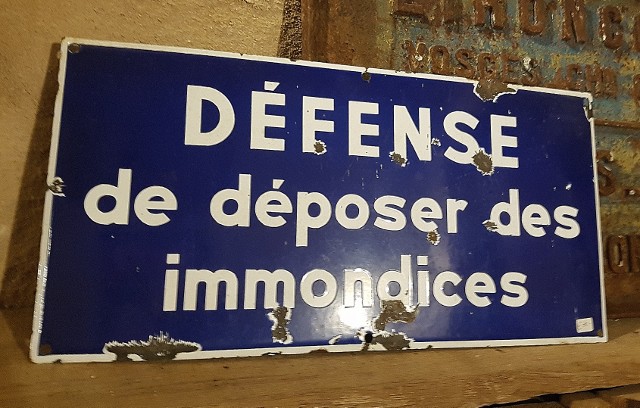 DÉFENSE
de déposer des
immondices